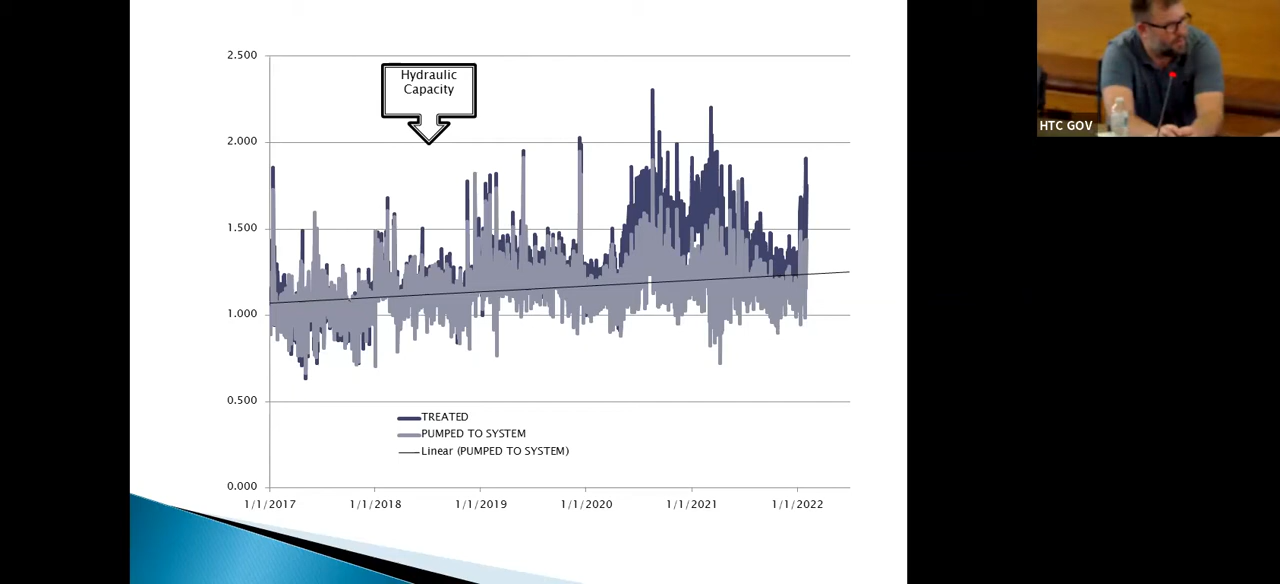 2.500
Hydraulic
Capacity
2.000
1.500
1.000
0.500
TREATED
PUMPED TO SYSTEM
Linear (PUMPED TO SYSTEM)
0.000
1/1/2017 1/1/2018 1/1/2019 1/1/2020 1/1/2021 1/1/2022
HTC GOV